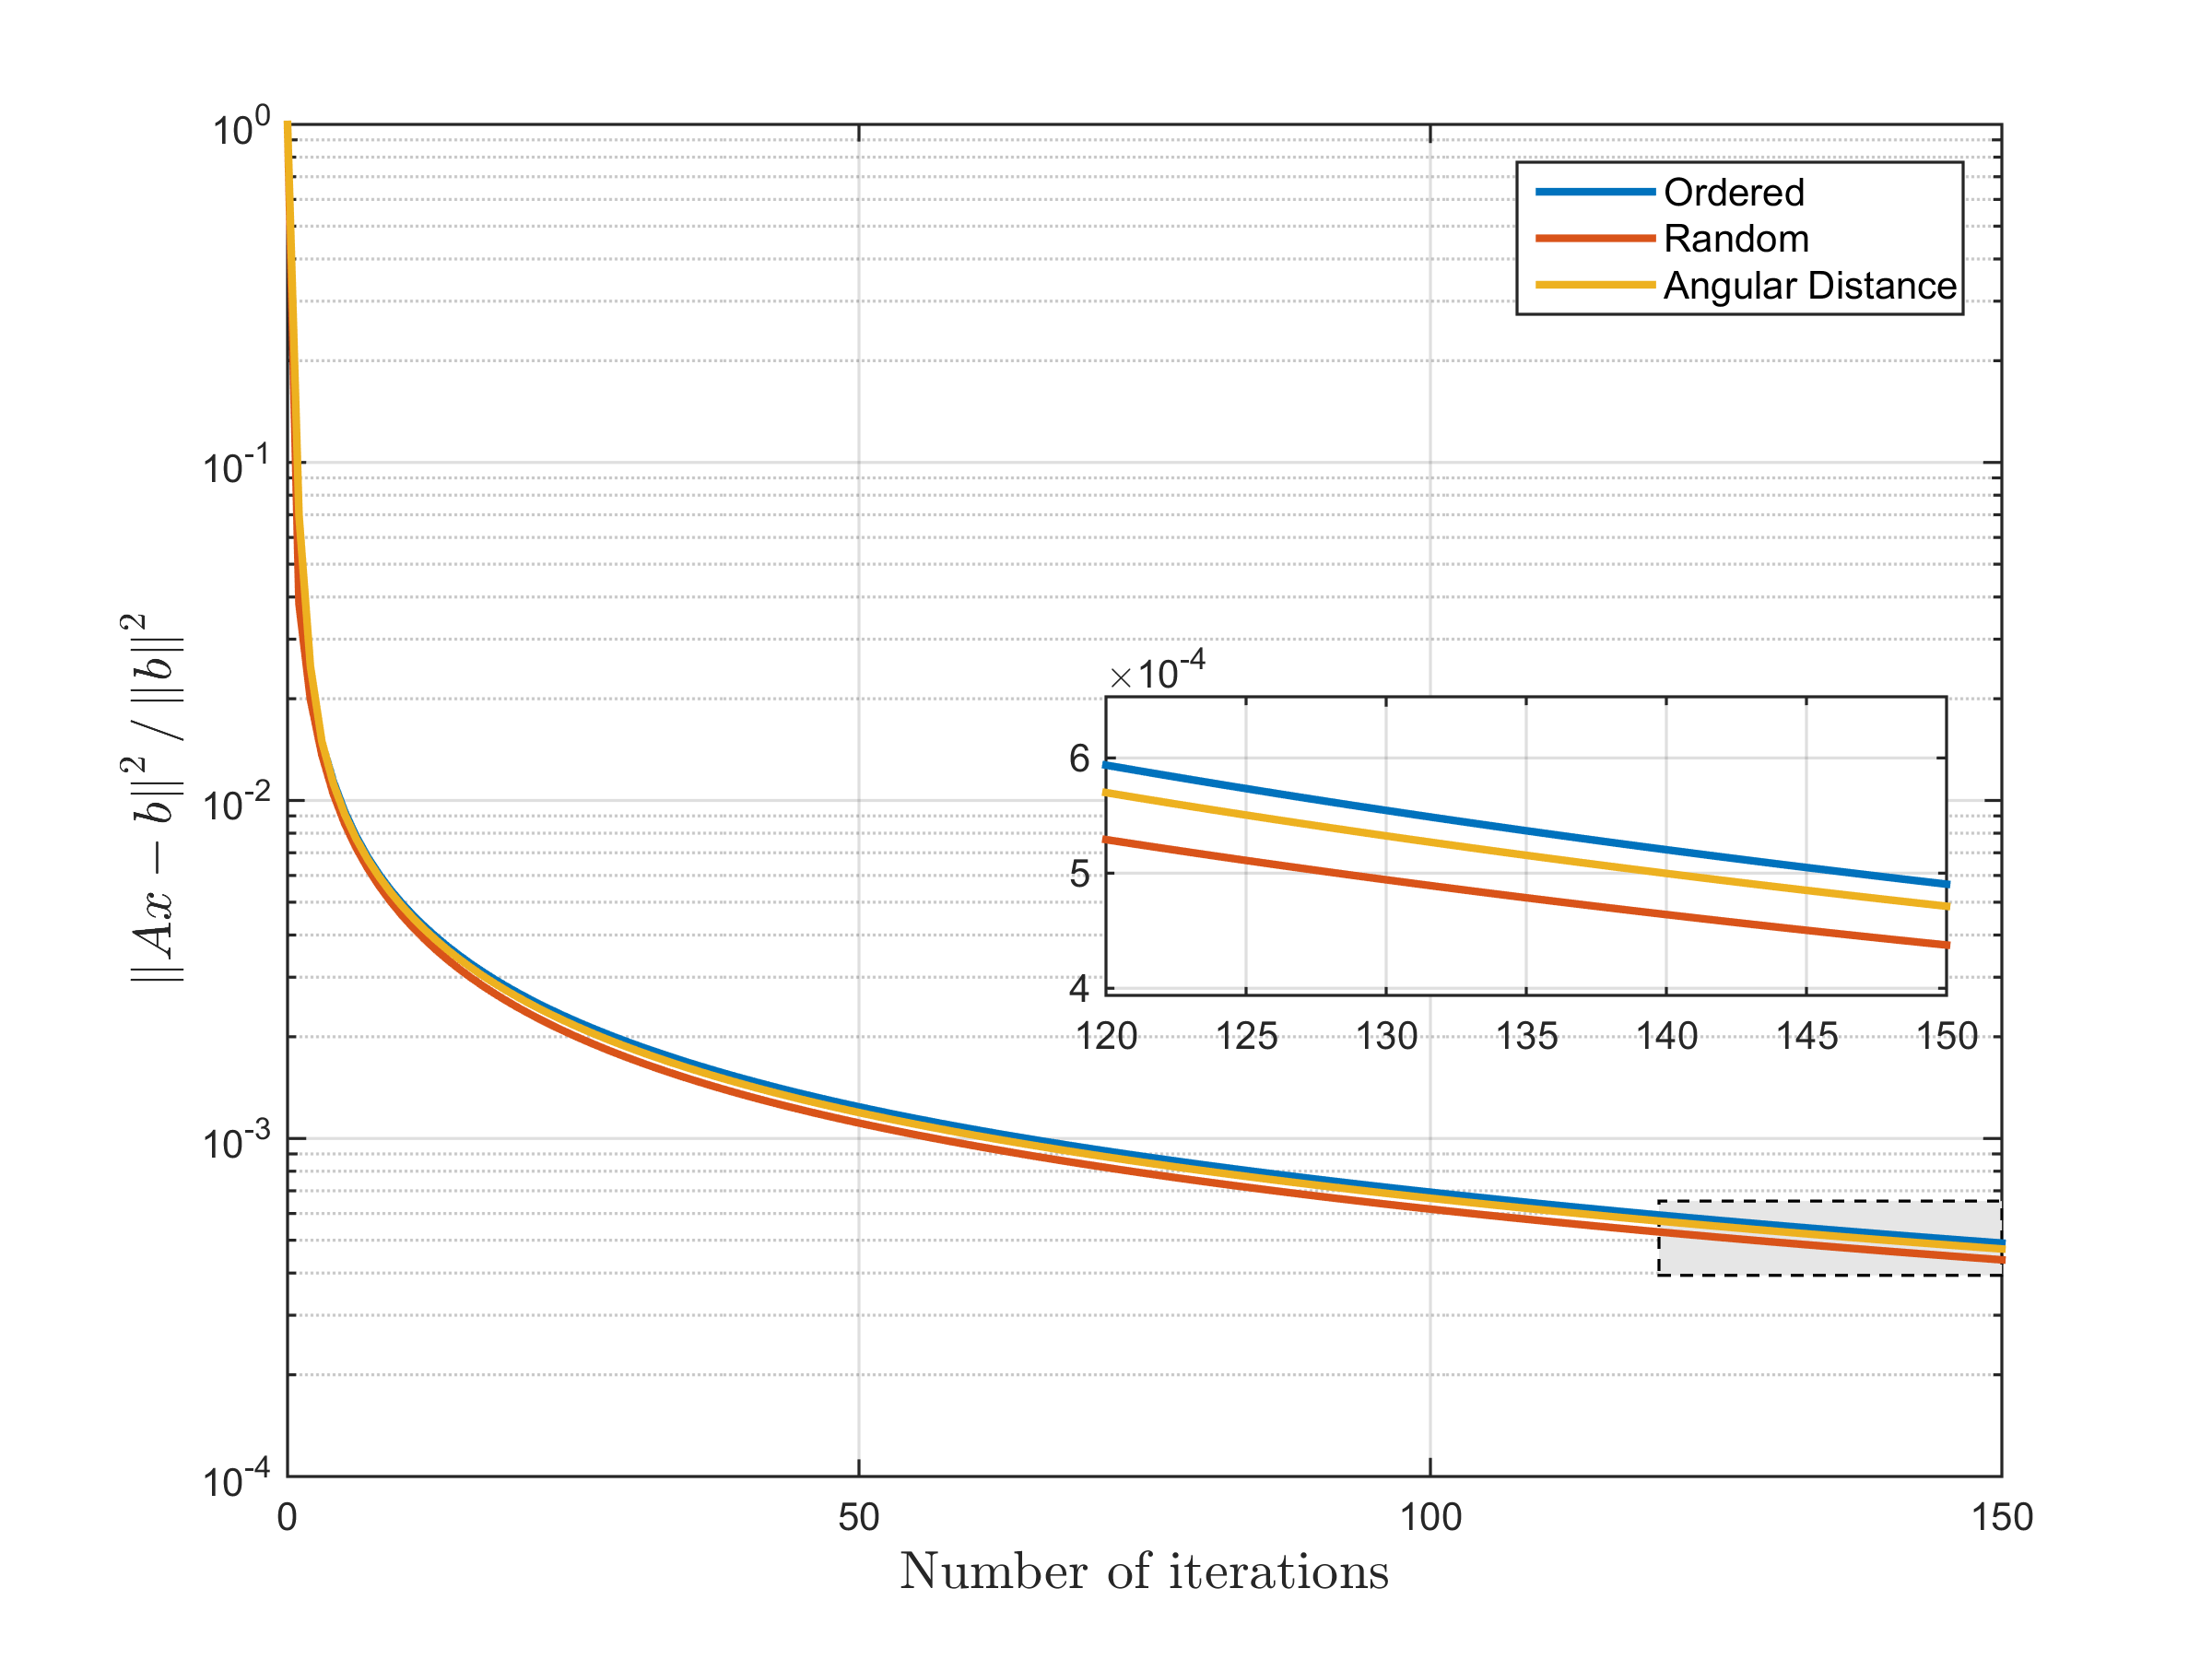 10^0
Ordered
Random
Angular Distance
10^-1
×10^-4
6
5
4
120 125 130 135 140 145 150
10^-2
10^-3
10^-4
0 50 100 150
Number of iterations
‖Ax − b‖^2 / ‖b‖^2